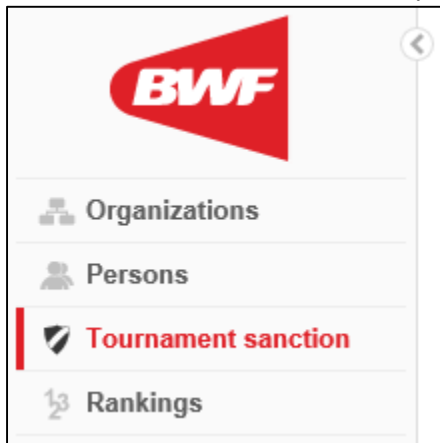 BWF
Organizations
Persons
Tournament sanction
Rankings